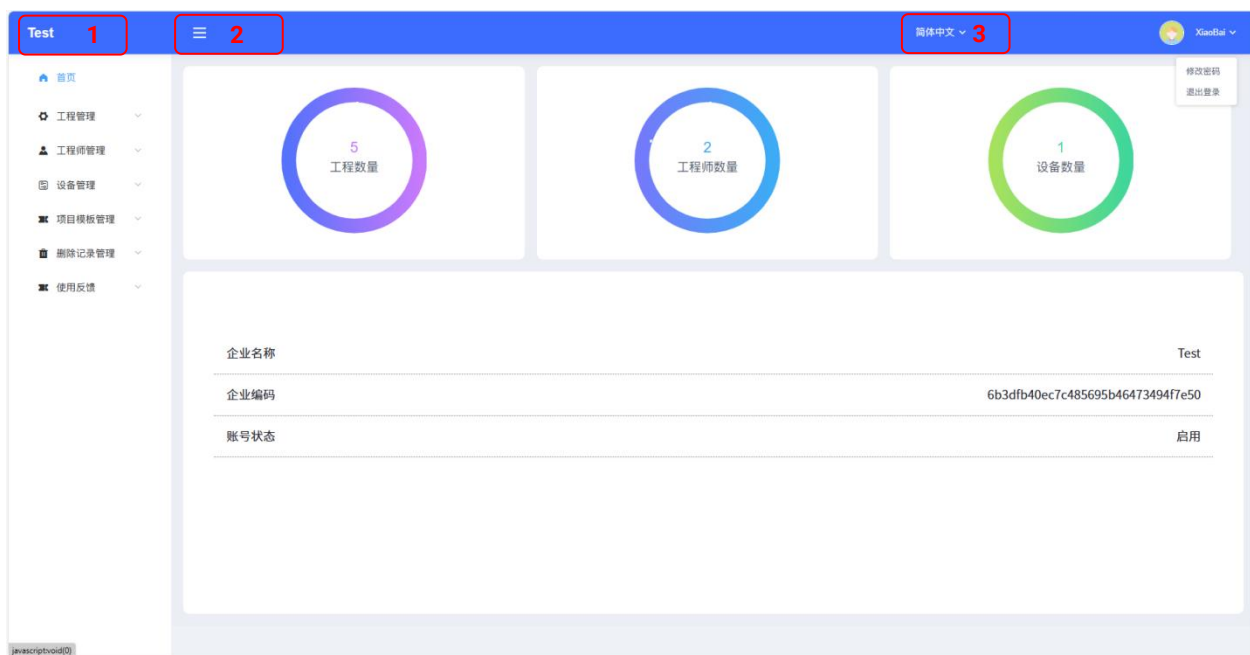 Test 1 2 简体中文 3 XiaoBai
修改密码
退出登录
首页
工程管理
工程师管理
设备管理
项目模板管理
删除记录管理
使用反馈
5
工程数量
2
工程师数量
1
设备数量
企业名称 Test
企业编码 6b3dfb40ec7c485695b46473494f7e50
账号状态 启用
javascript:void(0)